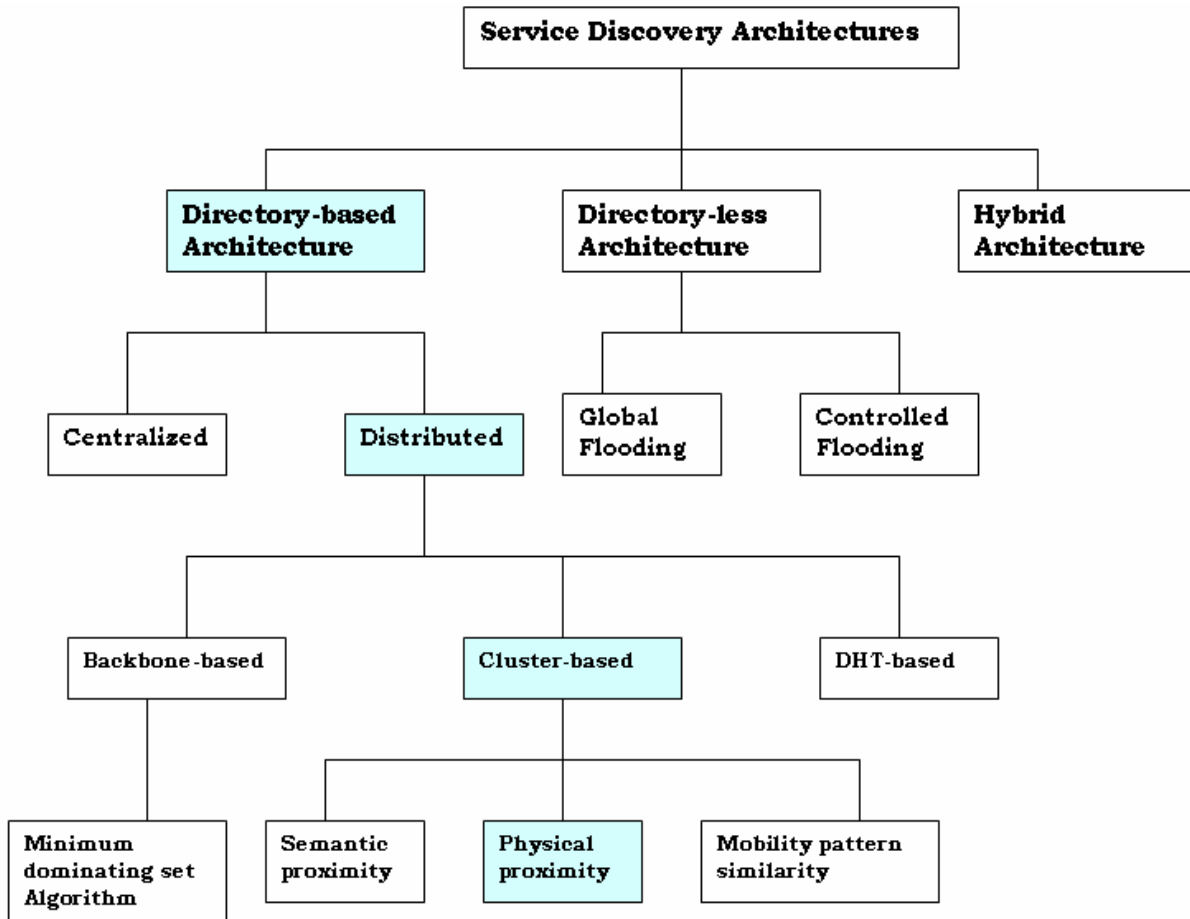 Service Discovery Architectures
Directory-based
Architecture
Directory-less
Architecture
Hybrid
Architecture
Centralized
Distributed
Global
Flooding
Controlled
Flooding
Backbone-based
Cluster-based
DHT-based
Minimum
dominating set
Algorithm
Semantic
proximity
Physical
proximity
Mobility pattern
similarity